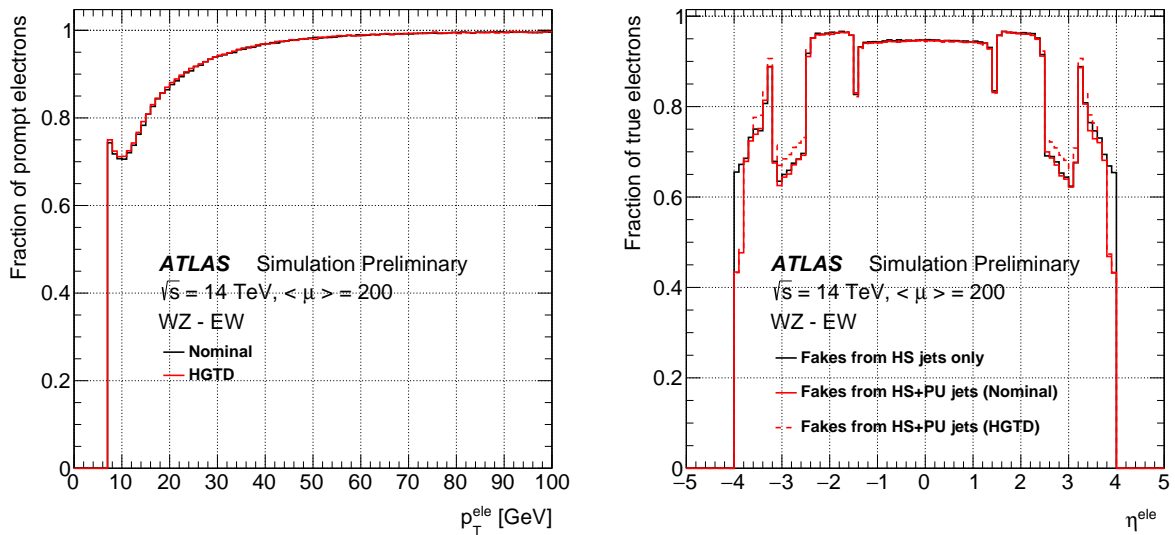 Fraction of prompt electrons
1
0.8
0.6
0.4
0.2
0
ATLAS Simulation Preliminary
√s = 14 TeV, < μ > = 200
WZ - EW
Nominal
HGTD
0 10 20 30 40 50 60 70 80 90 100
p_T^ele [GeV]
Fraction of true electrons
1
0.8
0.6
0.4
0.2
0
ATLAS Simulation Preliminary
√s = 14 TeV, < μ > = 200
WZ - EW
Fakes from HS jets only
Fakes from HS+PU jets (Nominal)
Fakes from HS+PU jets (HGTD)
−5 −4 −3 −2 −1 0 1 2 3 4 5
η^ele